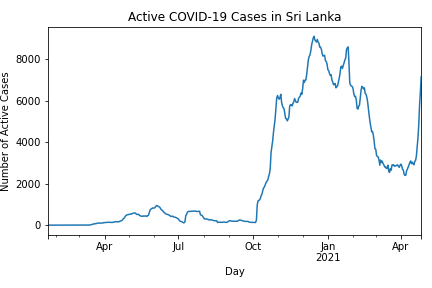 Active COVID-19 Cases in Sri Lanka
Number of Active Cases
8000
6000
4000
2000
0
Apr
Jul
Oct
Jan
2021
Apr
Day